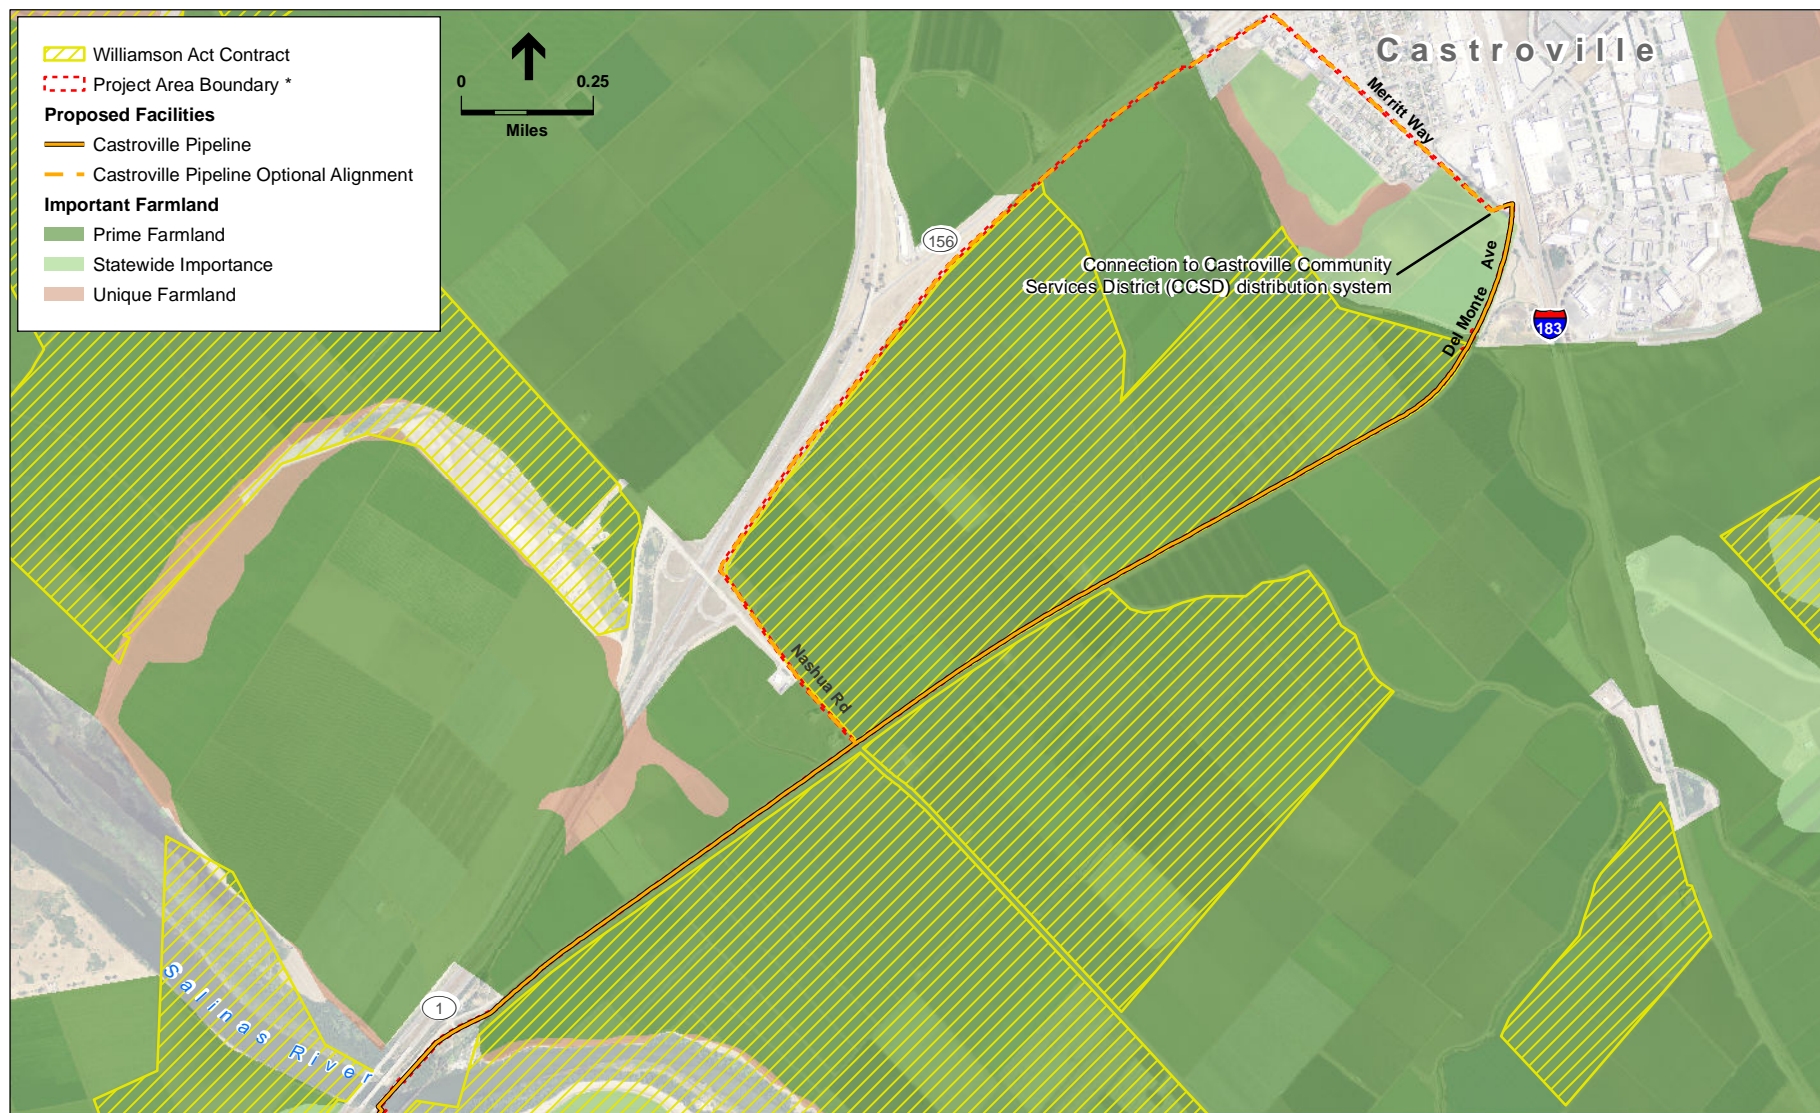 Williamson Act Contract
Project Area Boundary *
Proposed Facilities
Castroville Pipeline
Castroville Pipeline Optional Alignment
Important Farmland
Prime Farmland
Statewide Importance
Unique Farmland
0 0.25
Miles
Castroville
Merritt Way
156
Connection to Castroville Community
Services District (CCSD) distribution system
Del Monte Ave
183
Nashua Rd
Salinas River
1